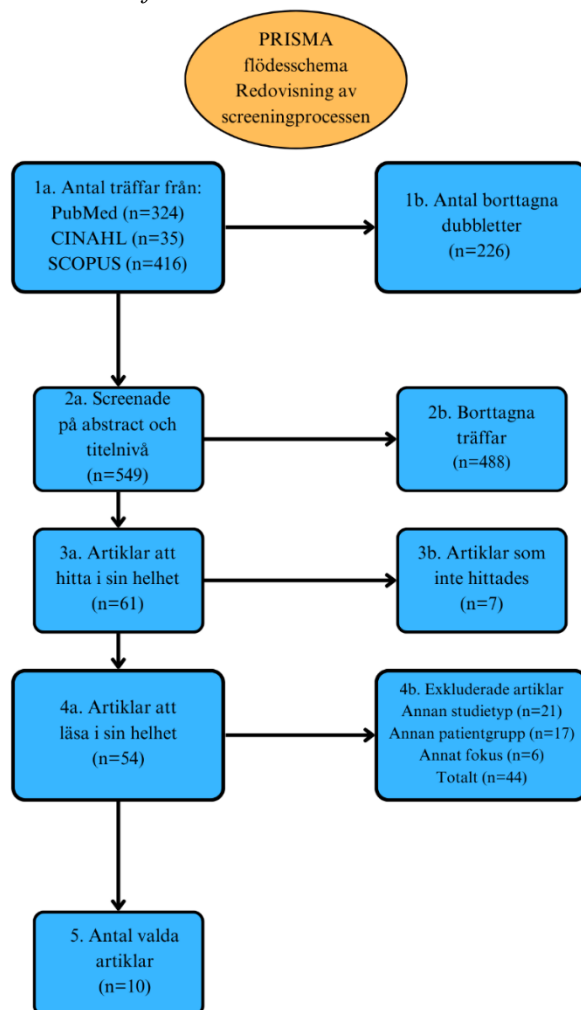 PRISMA
flödesschema
Redovisning av
screeningprocessen
1a. Antal träffar från:
PubMed (n=324)
CINAHL (n=35)
SCOPUS (n=416)
1b. Antal borttagna
dubbletter
(n=226)
2a. Screenade
på abstract och
titelnivå
(n=549)
2b. Borttagna
träffar
(n=488)
3a. Artiklar att
hitta i sin helhet
(n=61)
3b. Artiklar som
inte hittades
(n=7)
4a. Artiklar att
läsa i sin helhet
(n=54)
4b. Exkluderade artiklar
Annan studietyp (n=21)
Annan patientgrupp (n=17)
Annat fokus (n=6)
Totalt (n=44)
5. Antal valda
artiklar
(n=10)